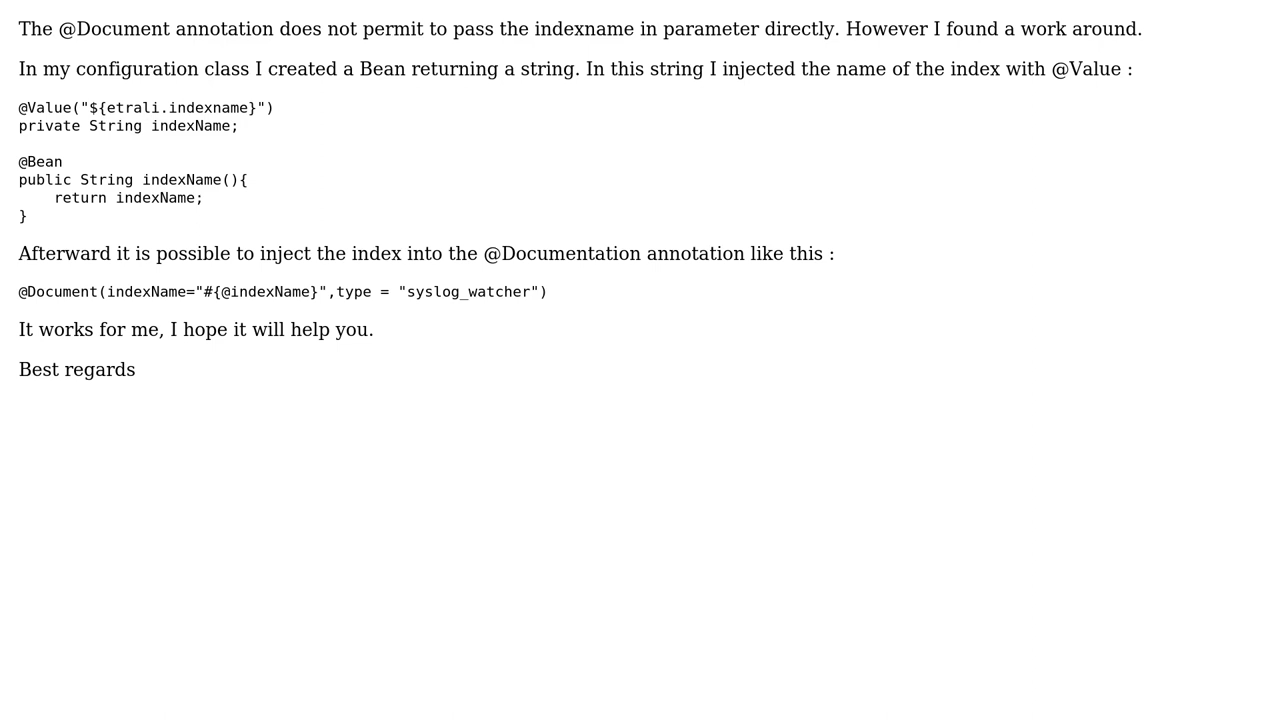 The @Document annotation does not permit to pass the indexname in parameter directly. However I found a work around.
In my configuration class I created a Bean returning a string. In this string I injected the name of the index with @Value :
@Value("${etrali.indexname}")
private String indexName;
@Bean
public String indexName(){
    return indexName;
}
Afterward it is possible to inject the index into the @Documentation annotation like this :
@Document(indexName="#{@indexName}",type = "syslog_watcher")
It works for me, I hope it will help you.
Best regards